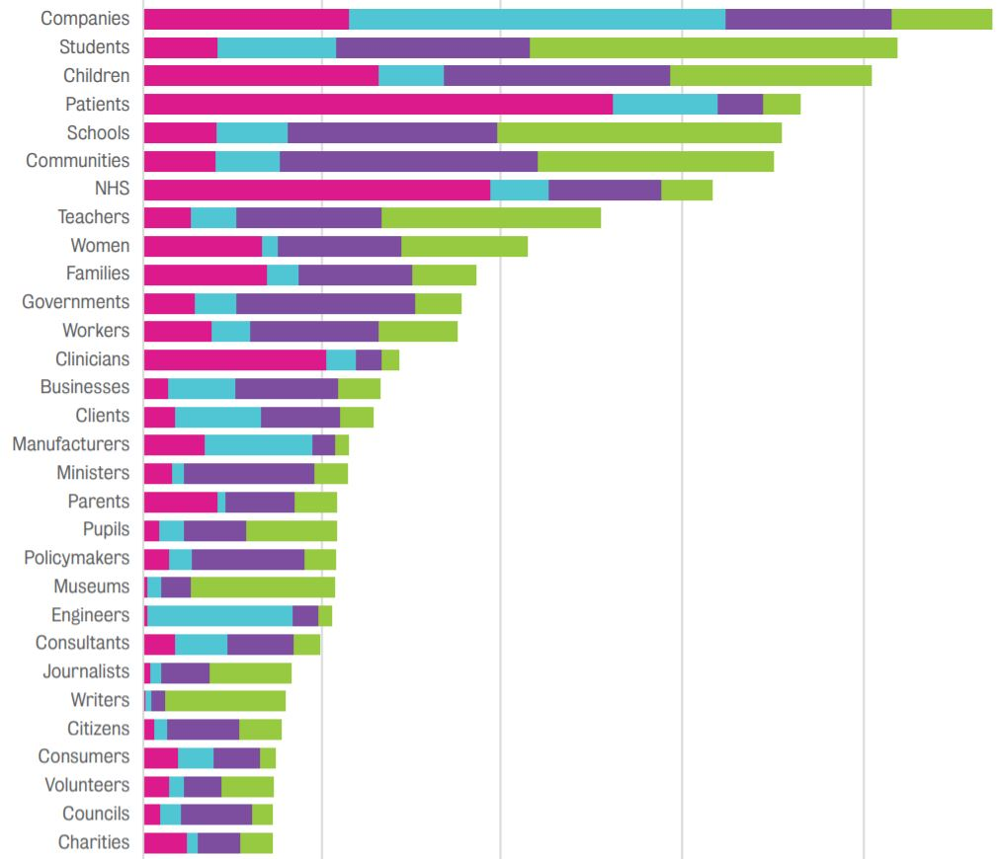 Companies
Students
Children
Patients
Schools
Communities
NHS
Teachers
Women
Families
Governments
Workers
Clinicians
Businesses
Clients
Manufacturers
Ministers
Parents
Pupils
Policymakers
Museums
Engineers
Consultants
Journalists
Writers
Citizens
Consumers
Volunteers
Councils
Charities